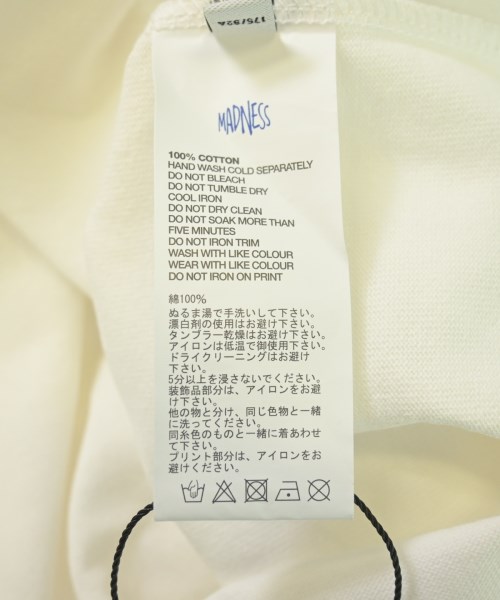 175/92A
MADNESS
100% COTTON
HAND WASH COLD SEPARATELY
DO NOT BLEACH
DO NOT TUMBLE DRY
COOL IRON
DO NOT DRY CLEAN
DO NOT SOAK MORE THAN
FIVE MINUTES
DO NOT IRON TRIM
WASH WITH LIKE COLOUR
WEAR WITH LIKE COLOUR
DO NOT IRON ON PRINT
綿100%
ぬるま湯で手洗いして下さい。
漂白剤の使用はお避け下さい。
タンブラー乾燥はお避け下さい。
アイロンは低温で御使用下さい。
ドライクリーニングはお避け
下さい。
5分以上を浸さないでください。
装飾品部分は、アイロンをお避
け下さい。
他の物と分け、同じ色物と一緒
に洗ってください。
同糸色のものと一緒に着あわせ
て下さい。
プリント部分は、アイロンをお
避けください。